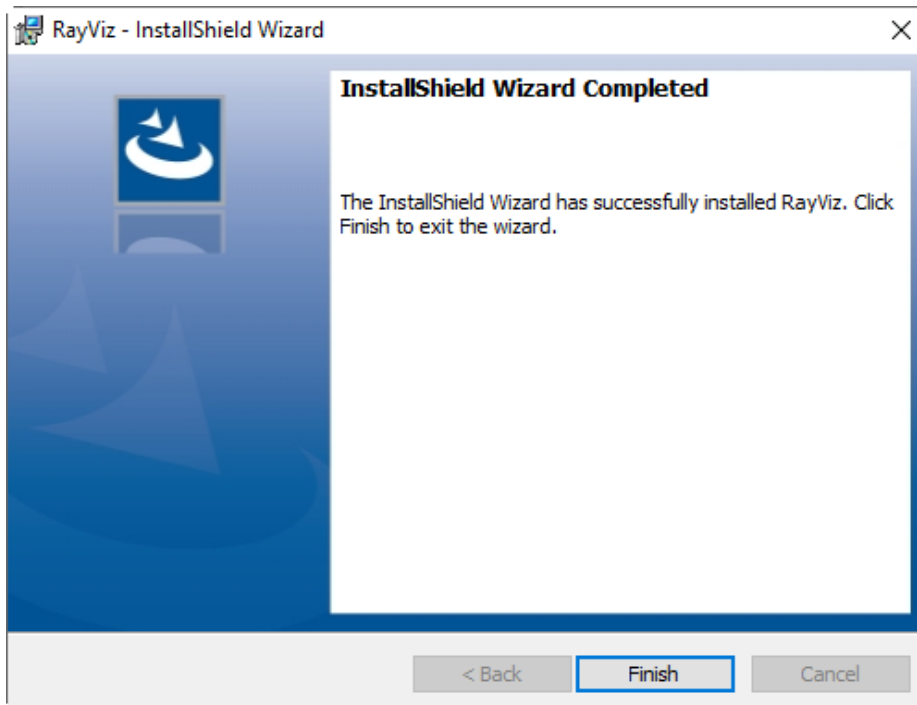 RayViz - InstallShield Wizard
InstallShield Wizard Completed
The InstallShield Wizard has successfully installed RayViz. Click
Finish to exit the wizard.
< Back
Finish
Cancel